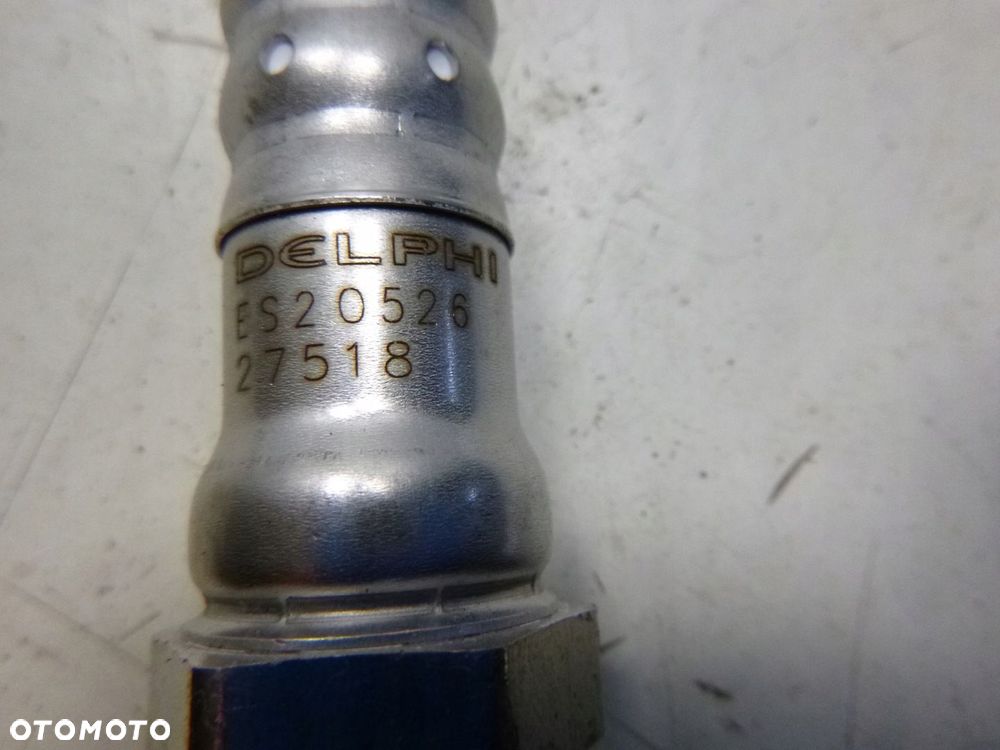 DELPHI
ES20526
27518
OTOMOTO